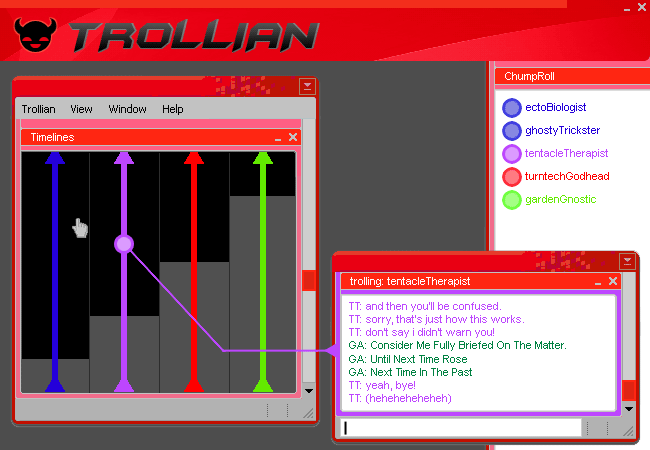 TROLLIAN
ChumpRoll
ectoBiologist
ghostyTrickster
tentacleTherapist
turntechGodhead
gardenGnostic
Trollian View Window Help
Timelines
trolling: tentacleTherapist
TT: and then you'll be confused.
TT: sorry, that's just how this works.
TT: don't say i didn't warn you!
GA: Consider Me Fully Briefed On The Matter.
GA: Until Next Time Rose
GA: Next Time In The Past
TT: yeah, bye!
TT: (heheheheheheh)